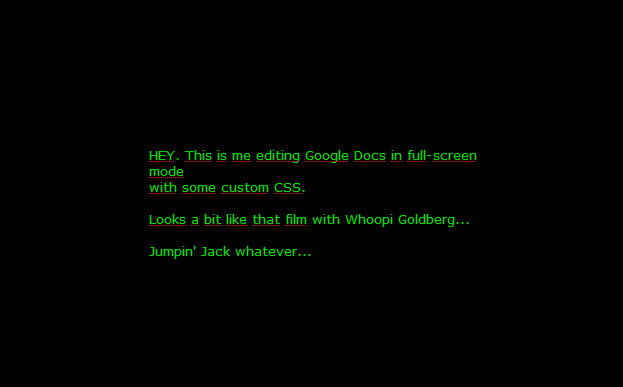 HEY. This is me editing Google Docs in full-screen
mode
with some custom CSS.
Looks a bit like that film with Whoopi Goldberg...
Jumpin' Jack whatever...